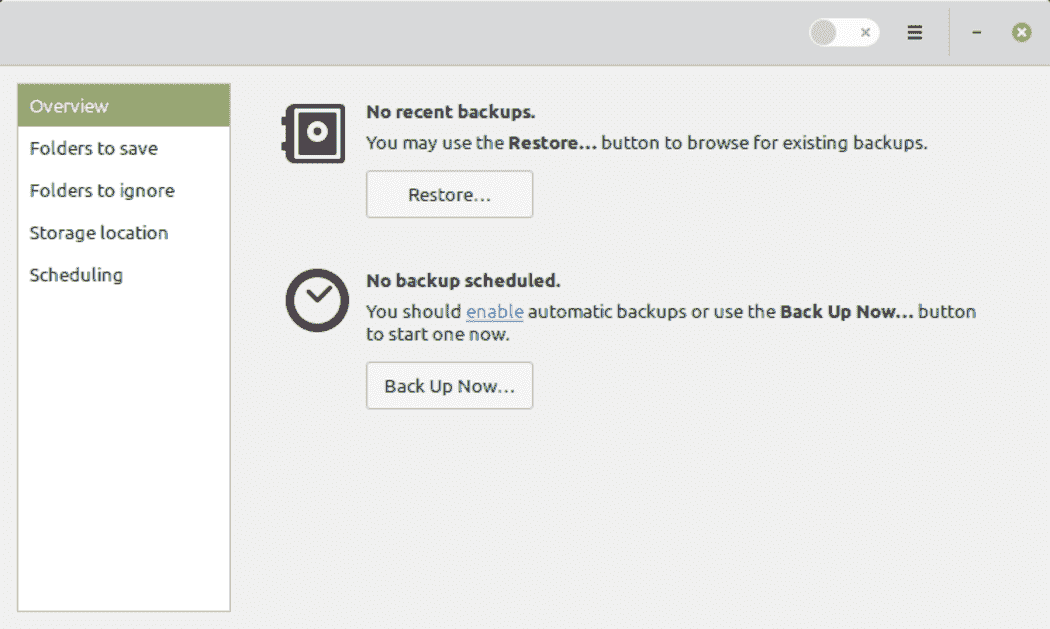 Overview
Folders to save
Folders to ignore
Storage location
Scheduling
No recent backups.
You may use the Restore... button to browse for existing backups.
Restore...
No backup scheduled.
You should enable automatic backups or use the Back Up Now... button
to start one now.
Back Up Now...